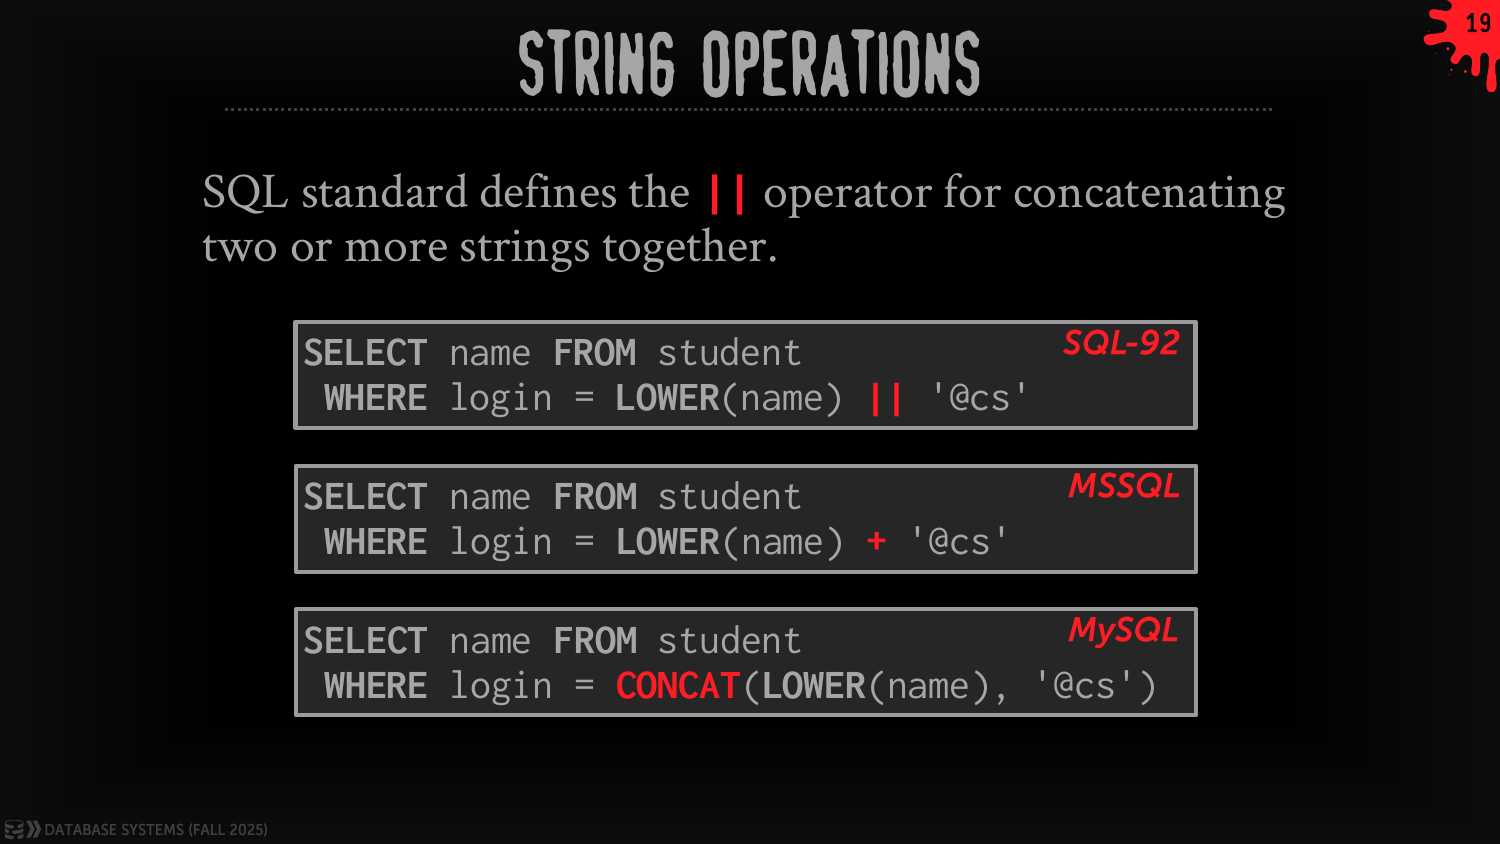 STRING OPERATIONS
19
SQL standard defines the || operator for concatenating
two or more strings together.
SQL-92
SELECT name FROM student
WHERE login = LOWER(name) || '@cs'
MSSQL
SELECT name FROM student
WHERE login = LOWER(name) + '@cs'
MySQL
SELECT name FROM student
WHERE login = CONCAT(LOWER(name), '@cs')
DATABASE SYSTEMS (FALL 2025)